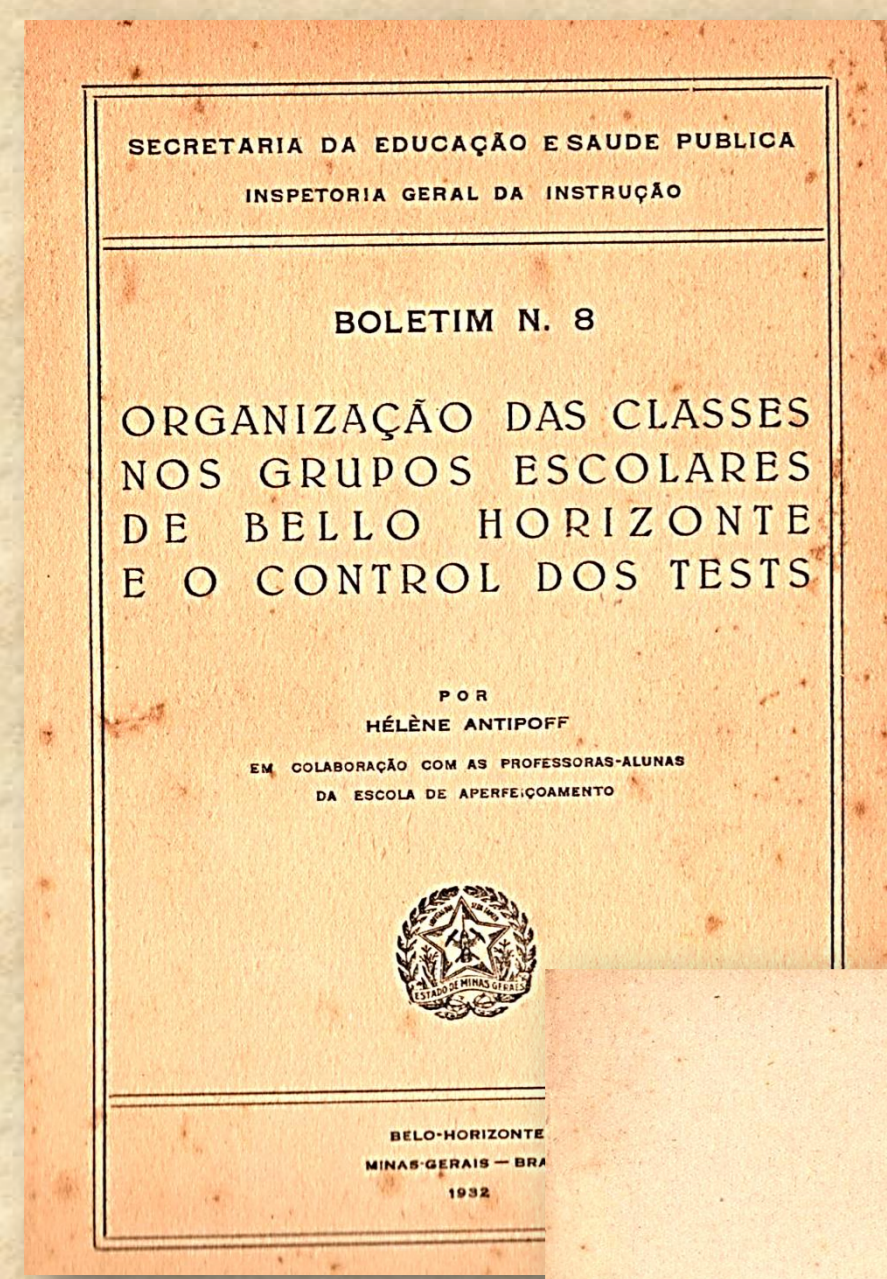 SECRETARIA DA EDUCAÇÃO E SAUDE PUBLICA
INSPETORIA GERAL DA INSTRUÇÃO
BOLETIM N. 8
ORGANIZAÇÃO DAS CLASSES
NOS GRUPOS ESCOLARES
DE BELLO HORIZONTE
E O CONTROL DOS TESTS
POR
HÉLÈNE ANTIPOFF
EM COLABORAÇÃO COM AS PROFESSORAS-ALUNAS
DA ESCOLA DE APERFEIÇOAMENTO
ESTADO DE MINAS GERAES
BELO-HORIZONTE
MINAS-GERAIS — BRA
1932